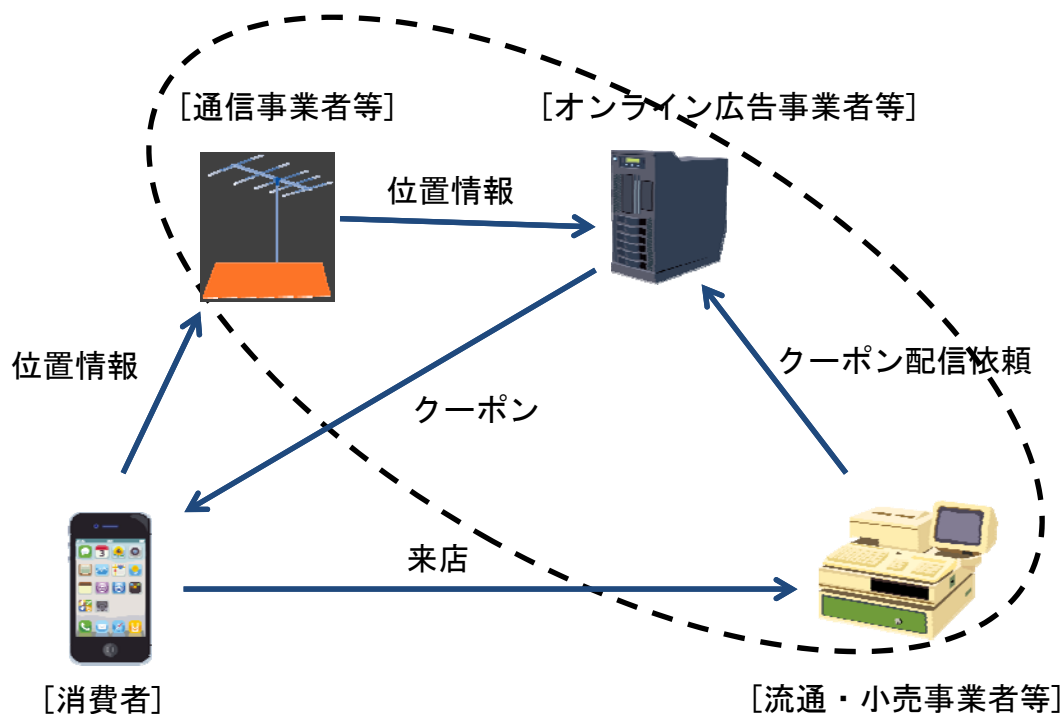 [通信事業者等]
[オンライン広告事業者等]
位置情報
位置情報
クーポン配信依頼
クーポン
来店
[消費者]
[流通・小売事業者等]